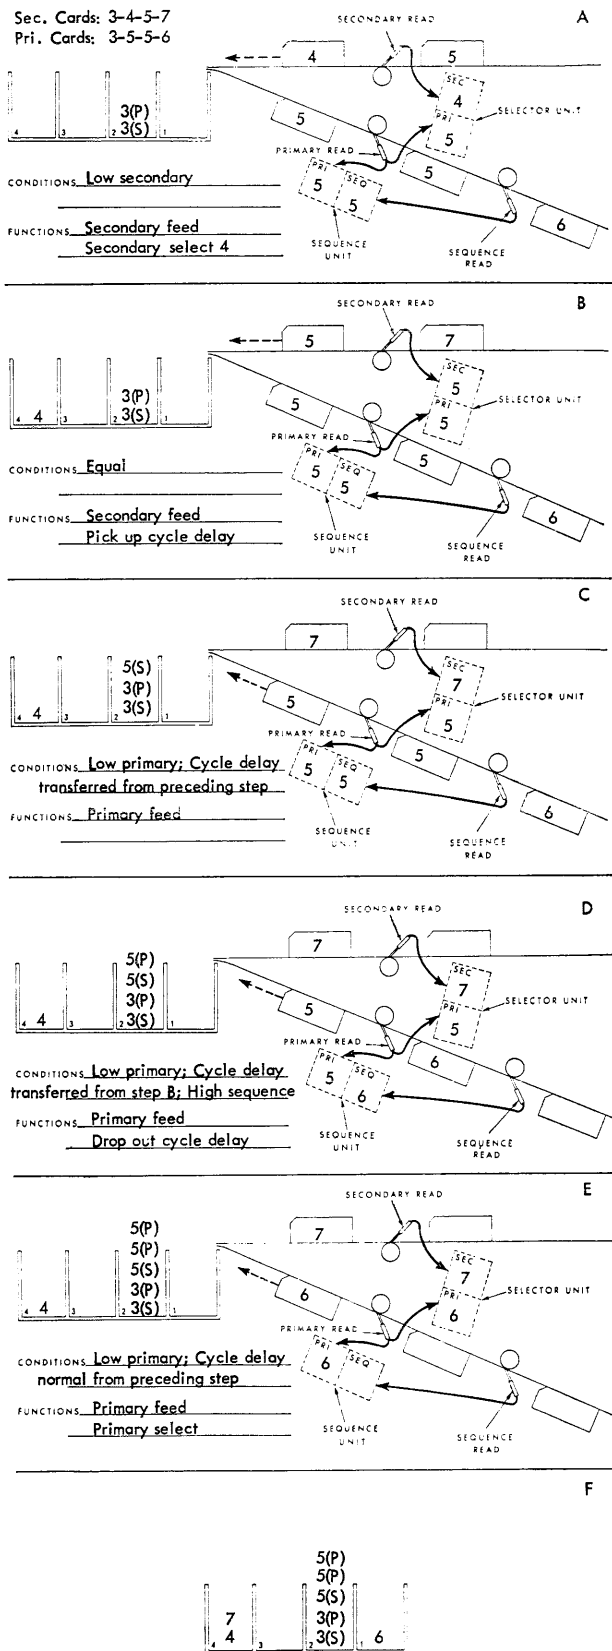 Sec. Cards: 3-4-5-7
Pri. Cards: 3-5-5-6
A
SECONDARY READ
4
5
SEC
4
SELECTOR UNIT
PRI
5
3(P)
3(S)
4
3
2
1
5
PRIMARY READ
5
PRI
5
SEQ
5
6
CONDITIONS Low secondary
FUNCTIONS Secondary feed
Secondary select 4
SEQUENCE
UNIT
SEQUENCE
READ
B
SECONDARY READ
5
7
SEC
5
SELECTOR UNIT
PRI
5
3(P)
3(S)
4
4
3
2
1
5
PRIMARY READ
5
PRI
5
SEQ
5
6
CONDITIONS Equal
FUNCTIONS Secondary feed
Pick up cycle delay
SEQUENCE
UNIT
SEQUENCE
READ
C
SECONDARY READ
7
SEC
7
SELECTOR UNIT
PRI
5
5(S)
3(P)
3(S)
4
4
3
2
1
5
PRIMARY READ
5
PRI
5
SEQ
5
6
CONDITIONS Low primary; Cycle delay
transferred from preceding step
FUNCTIONS Primary feed
SEQUENCE
UNIT
SEQUENCE
READ
D
SECONDARY READ
7
SEC
7
SELECTOR UNIT
PRI
5
5(P)
5(S)
3(P)
3(S)
4
4
3
2
1
5
PRIMARY READ
6
PRI
5
SEQ
6
CONDITIONS Low primary; Cycle delay
transferred from step B; High sequence
FUNCTIONS Primary feed
Drop out cycle delay
SEQUENCE
UNIT
SEQUENCE
READ
E
SECONDARY READ
7
SEC
7
SELECTOR UNIT
PRI
6
5(P)
5(P)
5(S)
3(P)
3(S)
4
4
3
2
1
6
PRIMARY READ
PRI
6
SEQ
CONDITIONS Low primary; Cycle delay
normal from preceding step
FUNCTIONS Primary feed
Primary select
SEQUENCE
UNIT
SEQUENCE
READ
F
5(P)
5(P)
5(S)
3(P)
3(S)
7
4
6
4
3
2
1